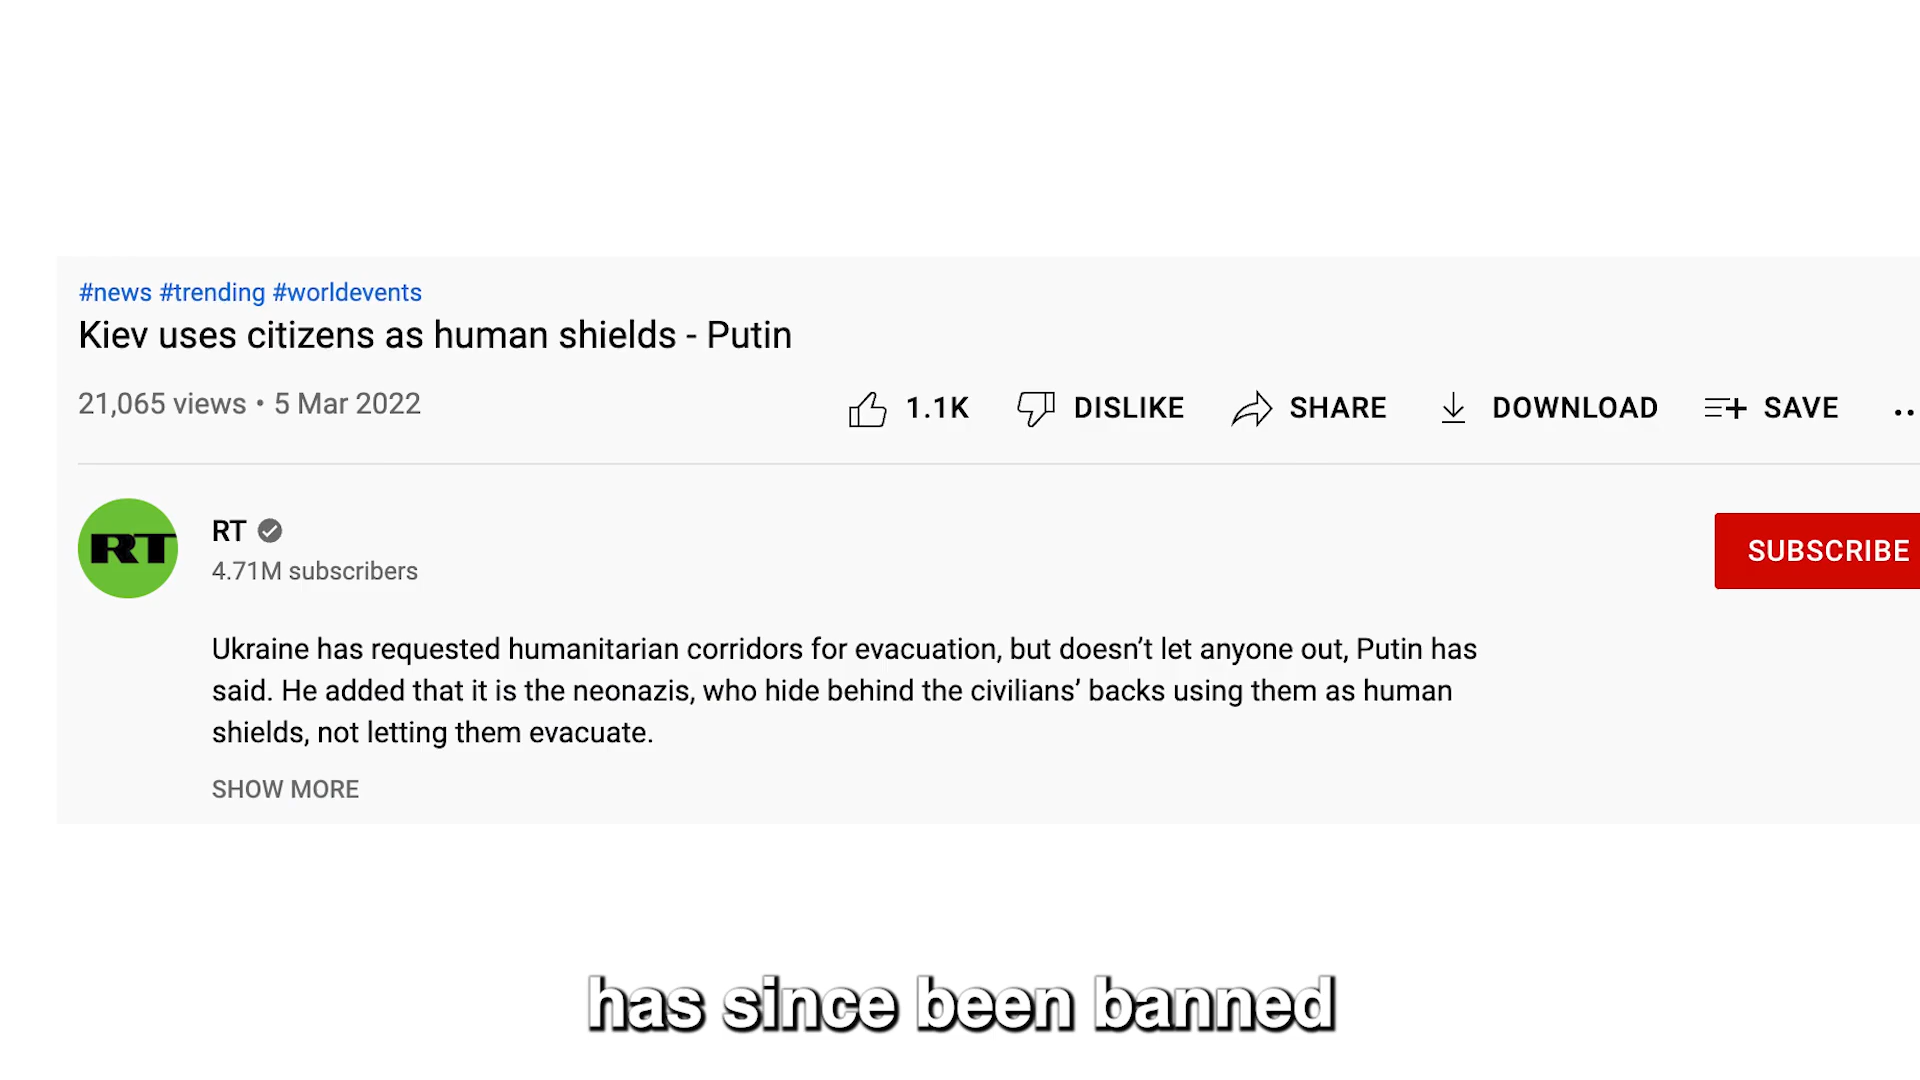 #news #trending #worldevents
Kiev uses citizens as human shields - Putin
21,065 views • 5 Mar 2022
1.1K DISLIKE SHARE DOWNLOAD SAVE
RT
RT
4.71M subscribers
SUBSCRIBE
Ukraine has requested humanitarian corridors for evacuation, but doesn’t let anyone out, Putin has
said. He added that it is the neonazis, who hide behind the civilians’ backs using them as human
shields, not letting them evacuate.
SHOW MORE
has since been banned